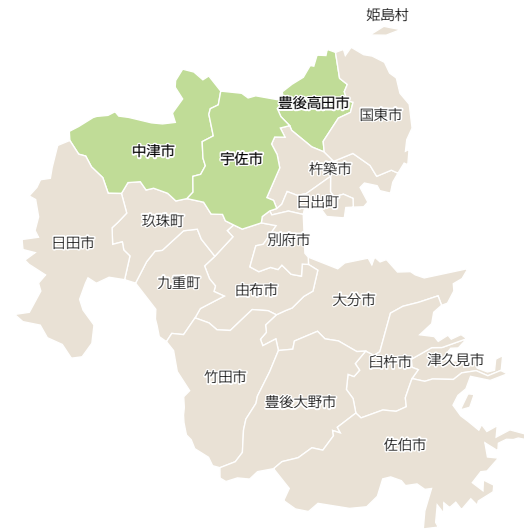 姫島村
豊後高田市
国東市
中津市
宇佐市
杵築市
日出町
玖珠町
日田市
別府市
九重町
由布市
大分市
臼杵市
津久見市
竹田市
豊後大野市
佐伯市